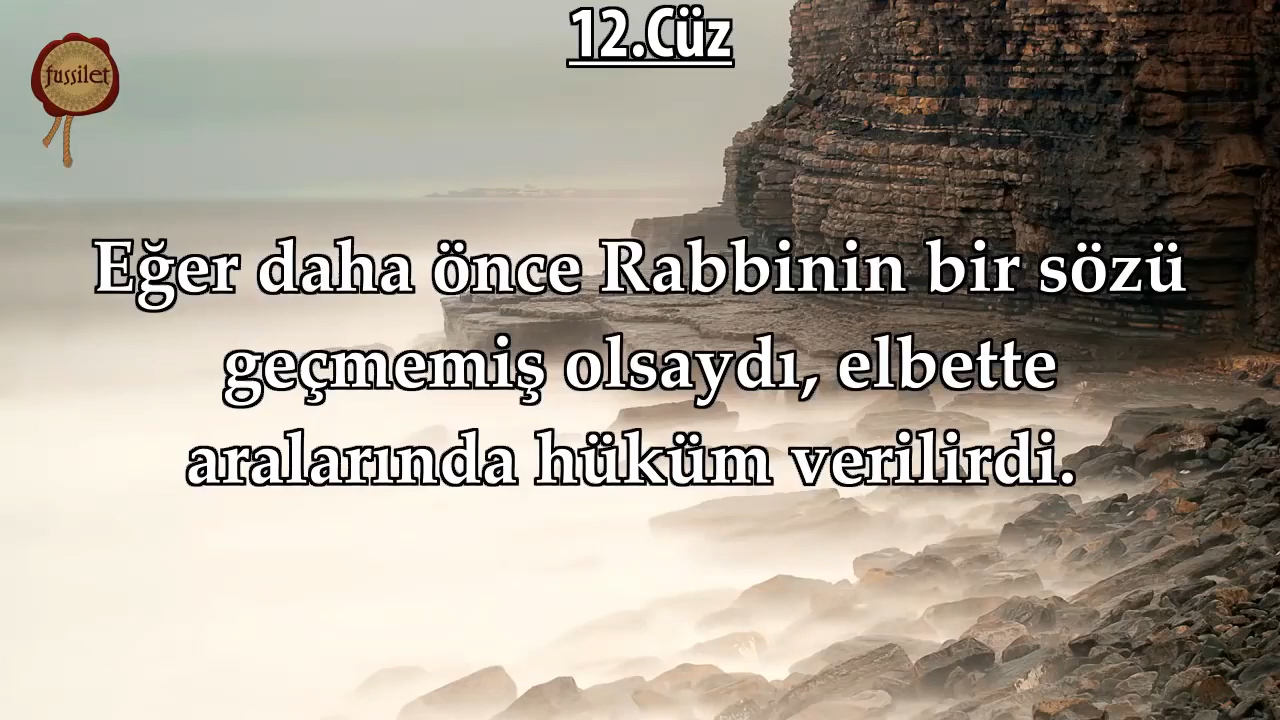 12.Cüz
fussilet
Eğer daha önce Rabbinin bir sözü
geçmemiş olsaydı, elbette
aralarında hüküm verilirdi.